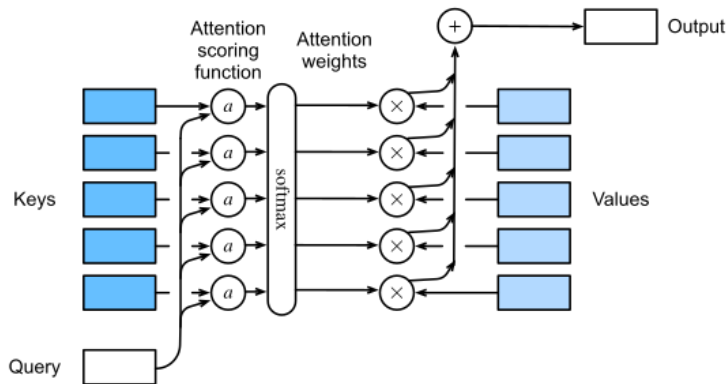 Attention
scoring
function
Attention
weights
+
Output
Keys
a
a
a
a
a
softmax
×
×
×
×
×
Values
Query